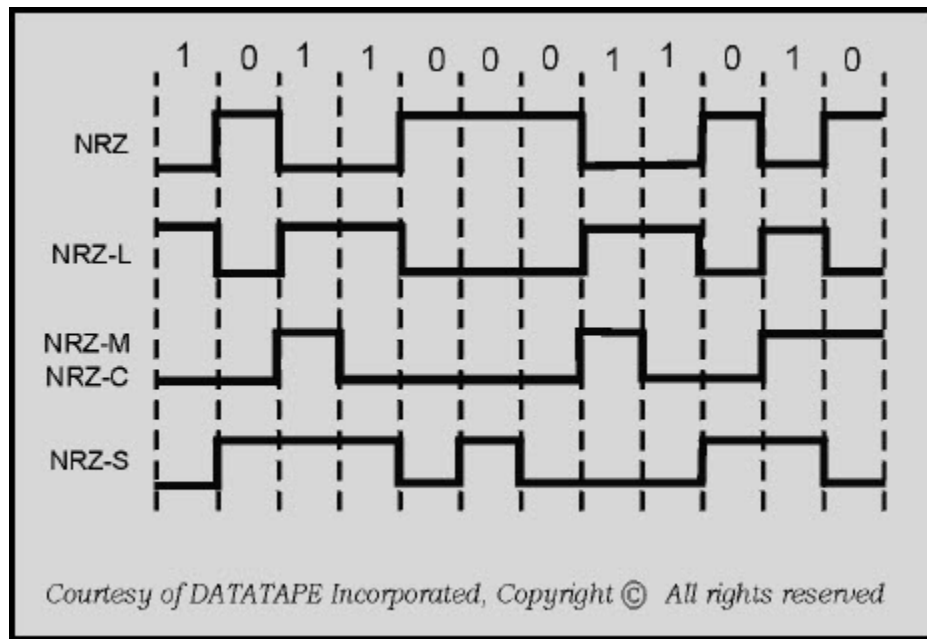 1 0 1 1 0 0 0 1 1 0 1 0
NRZ
NRZ-L
NRZ-M
NRZ-C
NRZ-S
Courtesy of DATATAPE Incorporated, Copyright © All rights reserved